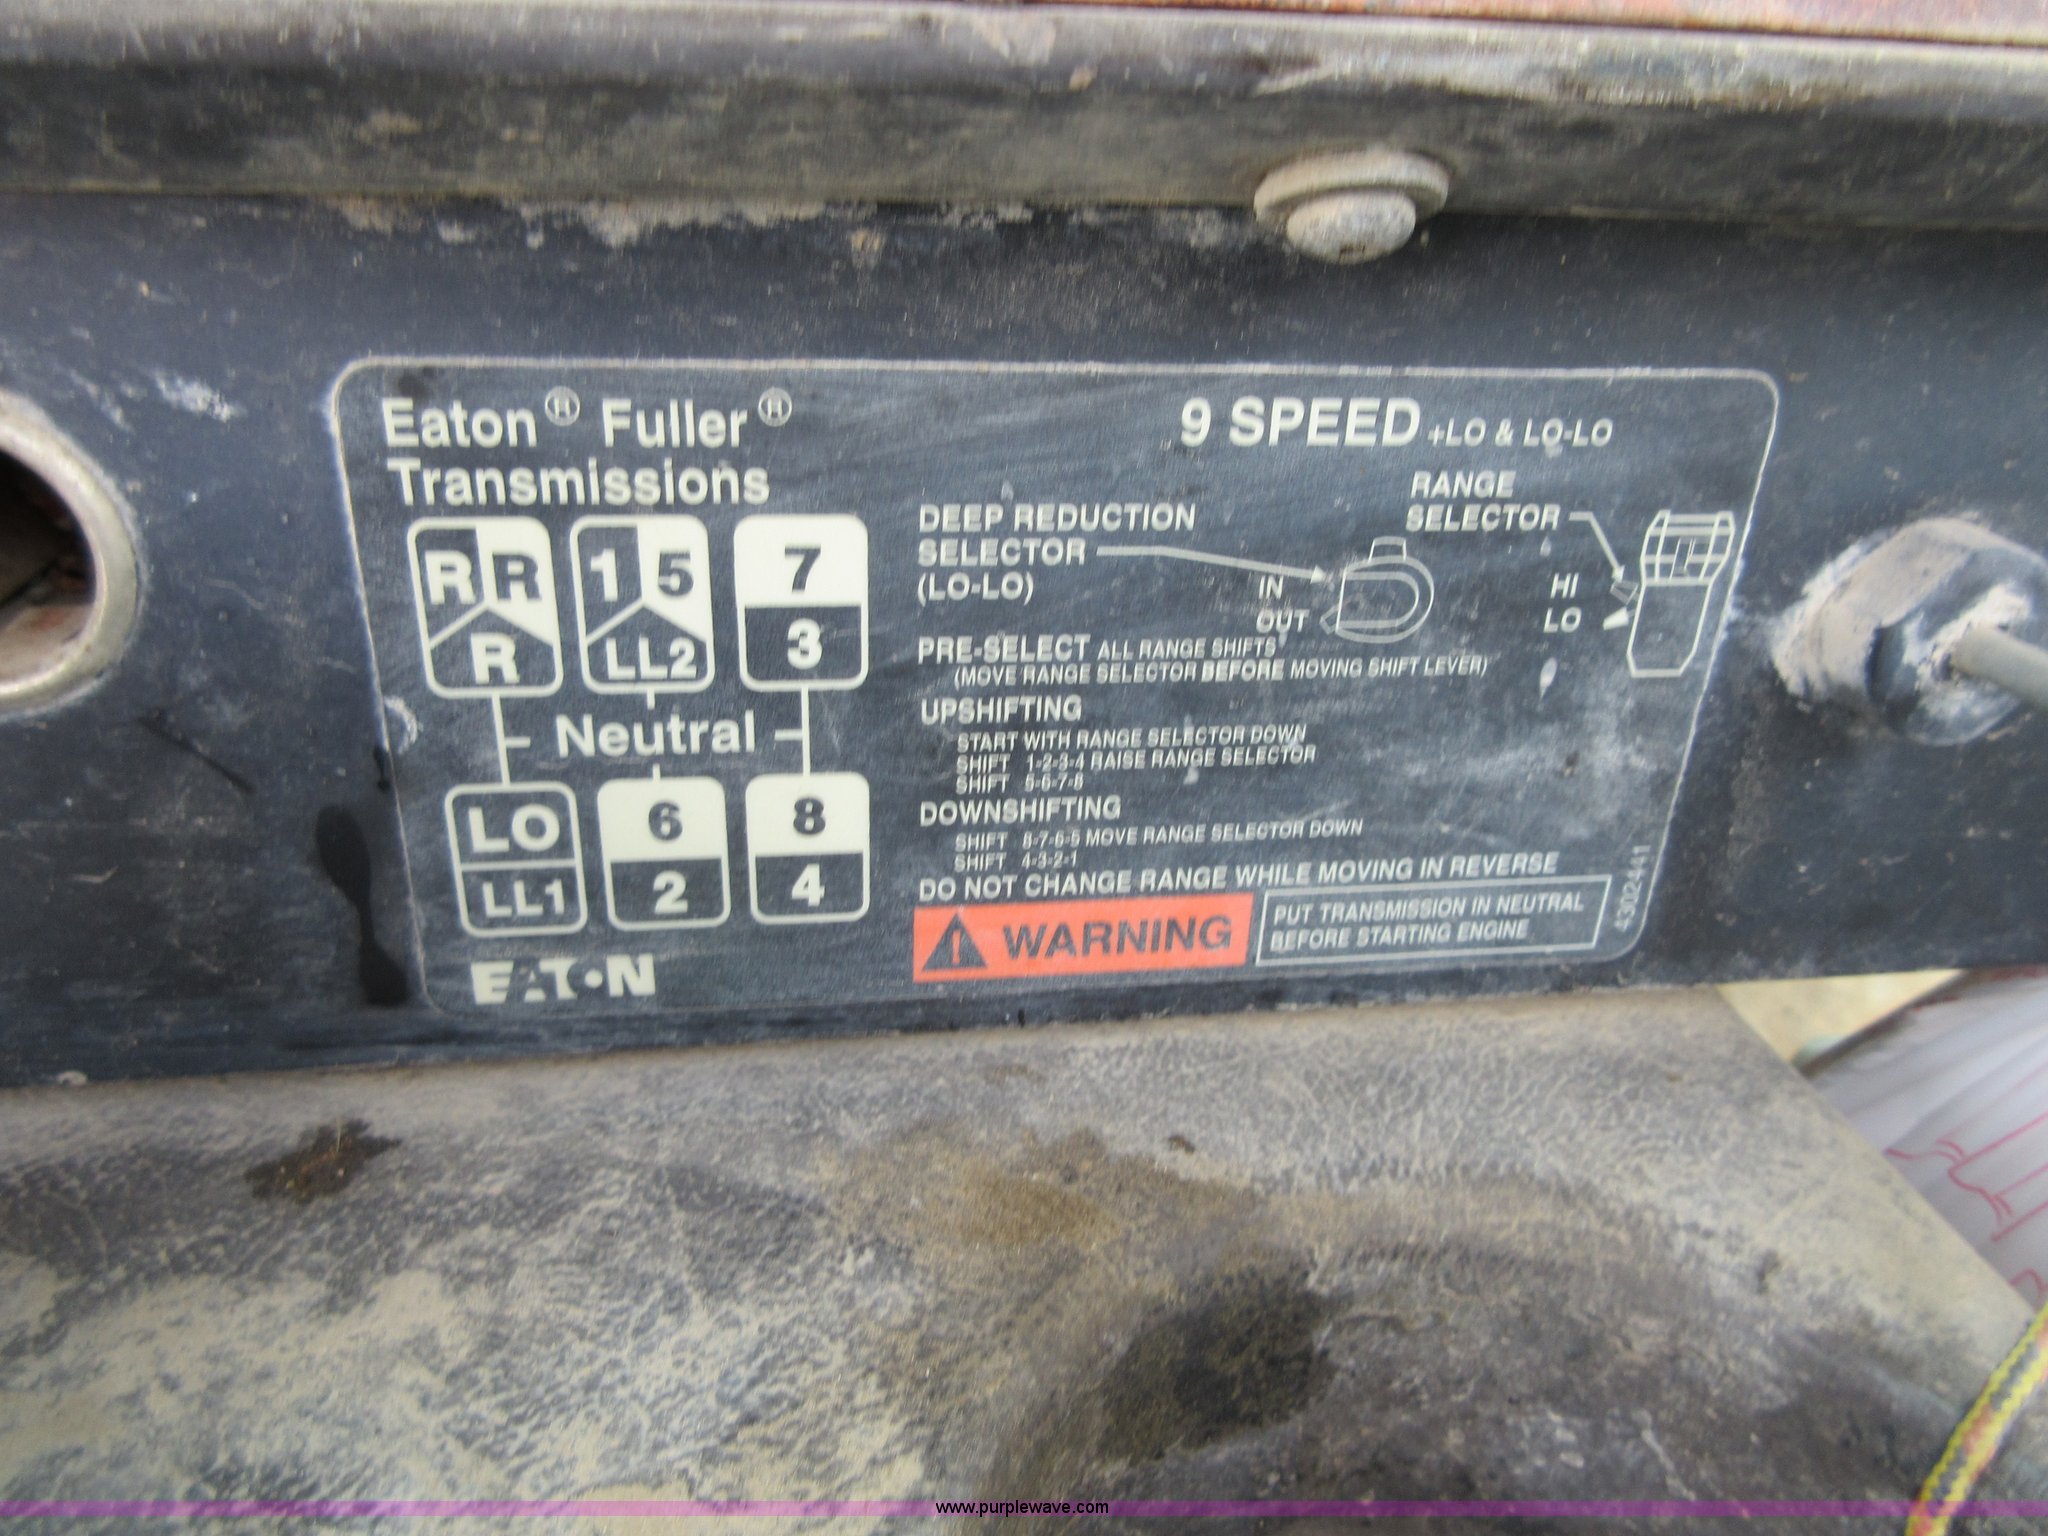 Eaton® Fuller®
Transmissions
9 SPEED +LO & LO-LO
R R
R
1 5
LL2
7
3
Neutral
LO
LL1
6
2
8
4
EATON
DEEP REDUCTION
SELECTOR
(LO-LO)
IN
OUT
RANGE
SELECTOR
HI
LO
PRE-SELECT ALL RANGE SHIFTS
(MOVE RANGE SELECTOR BEFORE MOVING SHIFT LEVER)
UPSHIFTING
START WITH RANGE SELECTOR DOWN
SHIFT 1-2-3-4 RAISE RANGE SELECTOR
SHIFT 5-6-7-8
DOWNSHIFTING
SHIFT 8-7-6-5 MOVE RANGE SELECTOR DOWN
SHIFT 4-3-2-1
DO NOT CHANGE RANGE WHILE MOVING IN REVERSE
WARNING
PUT TRANSMISSION IN NEUTRAL
BEFORE STARTING ENGINE
4302441
www.purplewave.com